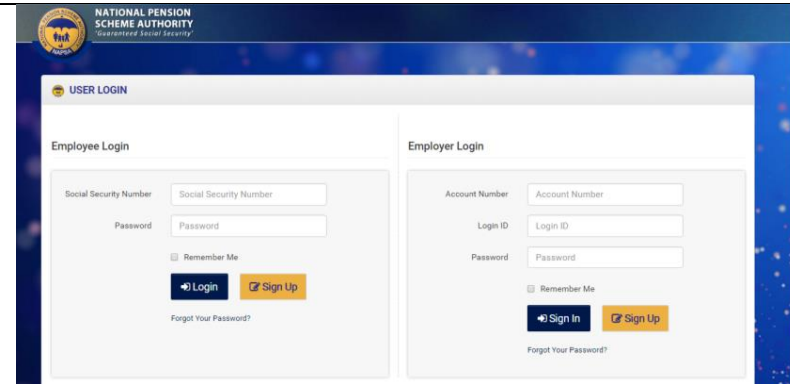 NATIONAL PENSION
SCHEME AUTHORITY
"Guaranteed Social Security"
NAPSA
USER LOGIN
Employee Login
Social Security Number
Social Security Number
Password
Password
Remember Me
Login
Sign Up
Forgot Your Password?
Employer Login
Account Number
Account Number
Login ID
Login ID
Password
Password
Remember Me
Sign In
Sign Up
Forgot Your Password?